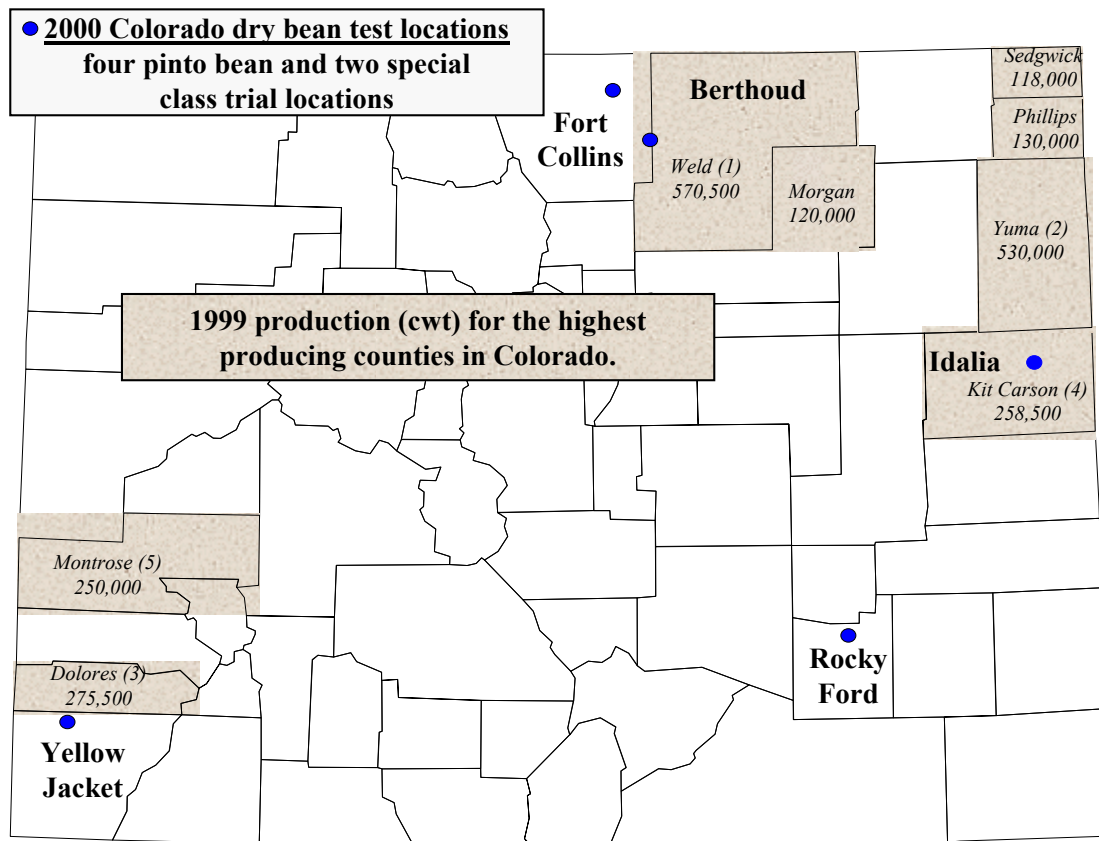 2000 Colorado dry bean test locations
four pinto bean and two special
class trial locations
Sedgwick
118,000
Phillips
130,000
Berthoud
Fort
Collins
Weld (1)
570,500
Morgan
120,000
Yuma (2)
530,000
1999 production (cwt) for the highest
producing counties in Colorado.
Idalia
Kit Carson (4)
258,500
Montrose (5)
250,000
Dolores (3)
275,500
Rocky
Ford
Yellow
Jacket